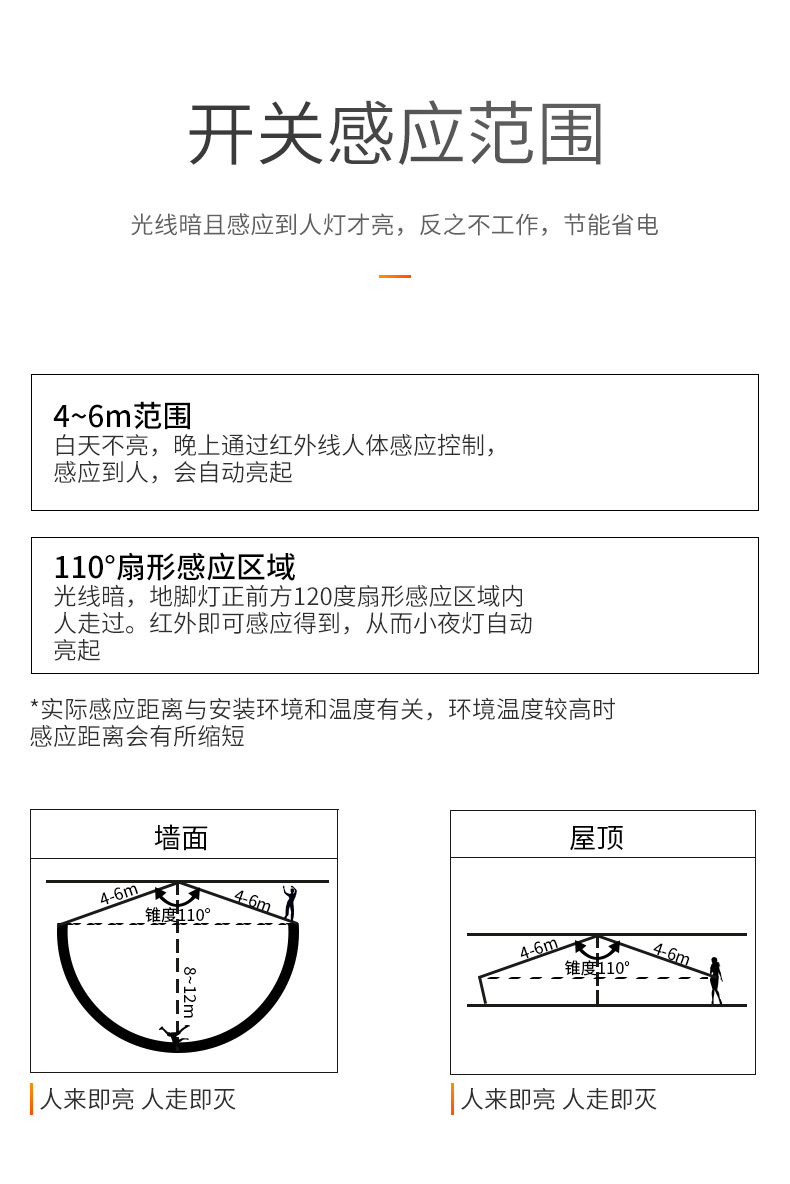 开关感应范围
光线暗且感应到人灯才亮，反之不工作，节能省电
4~6m范围
白天不亮，晚上通过红外线人体感应控制，
感应到人，会自动亮起
110°扇形感应区域
光线暗，地脚灯正前方120度扇形感应区域内
人走过。红外即可感应得到，从而小夜灯自动
亮起
*实际感应距离与安装环境和温度有关，环境温度较高时
感应距离会有所缩短
墙面
4-6m
4-6m
锥度110°
8~12m
人来即亮 人走即灭
屋顶
4-6m
4-6m
锥度110°
人来即亮 人走即灭